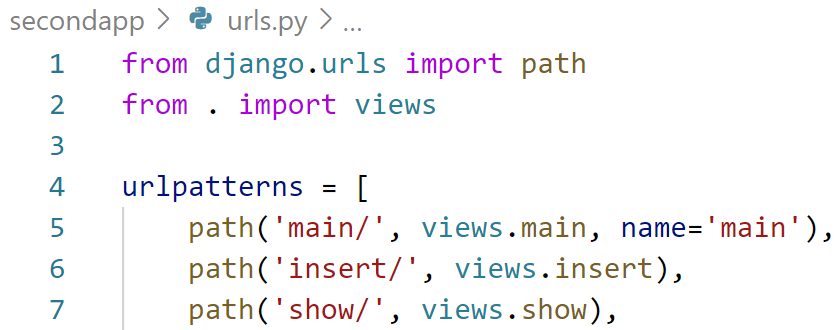 secondapp > urls.py > ...
1 from django.urls import path
2 from . import views
3
4 urlpatterns = [
5     path('main/', views.main, name='main'),
6     path('insert/', views.insert),
7     path('show/', views.show),